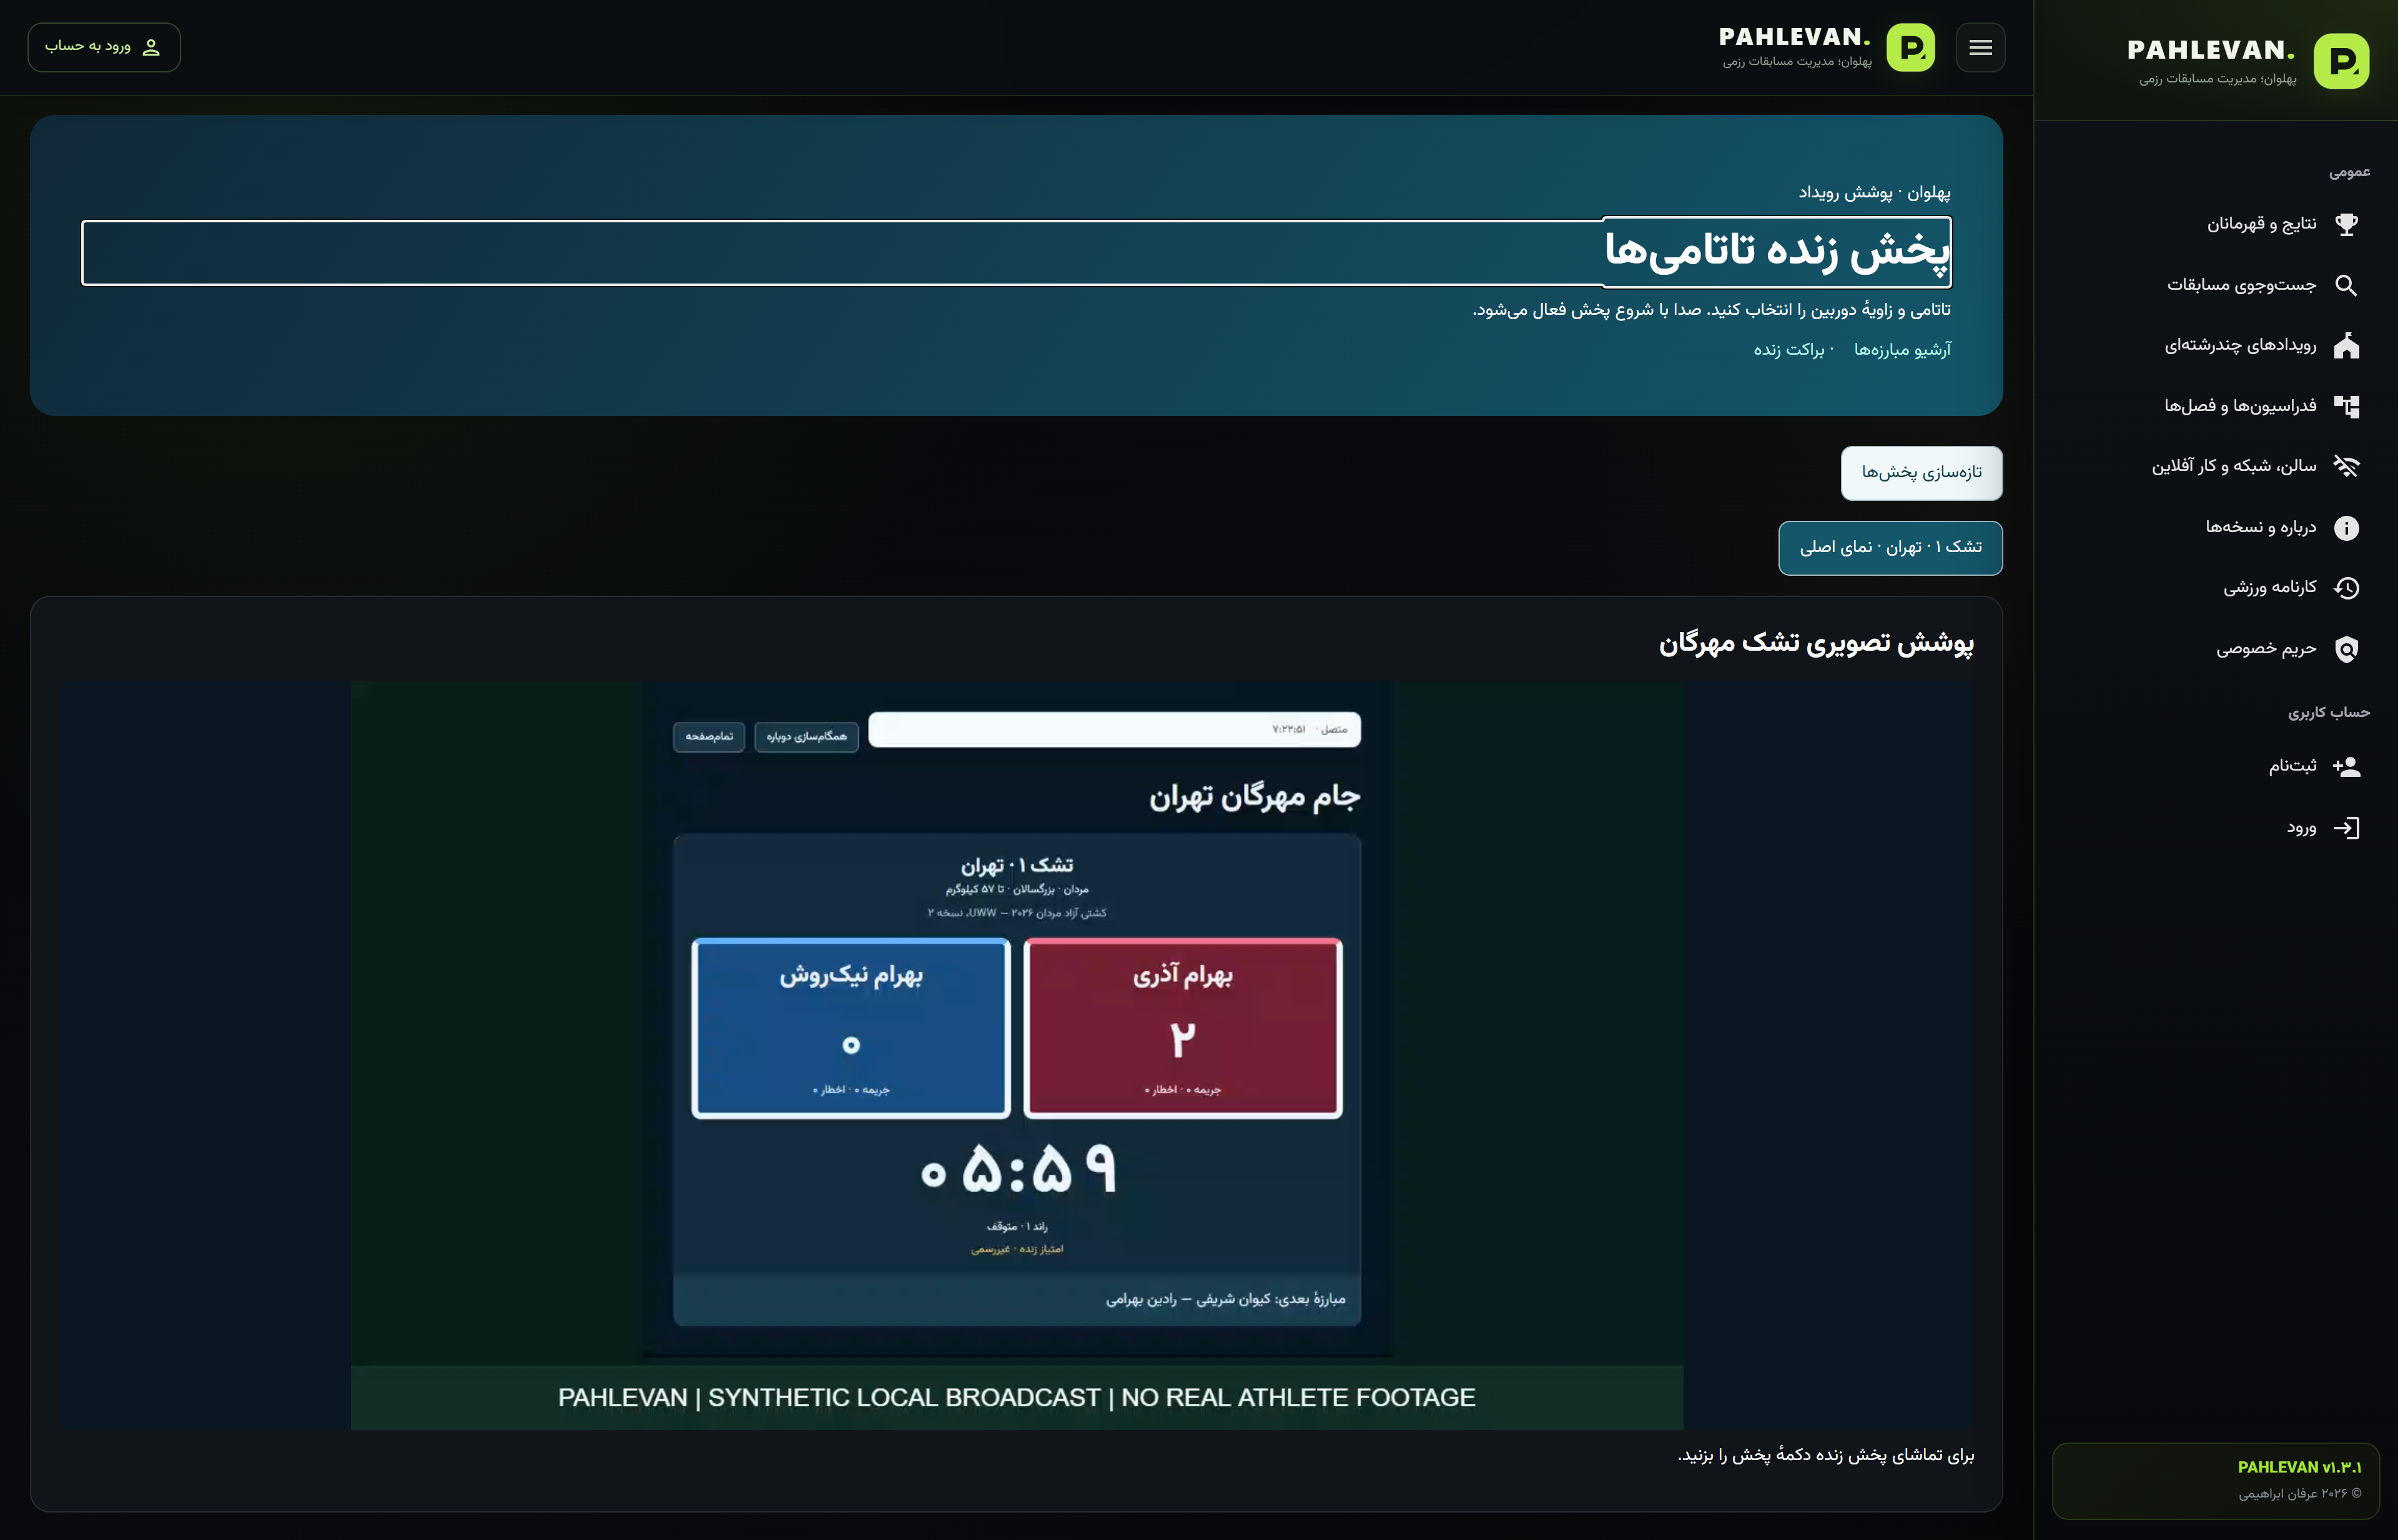 PAHLEVAN.
پهلوان؛ مدیریت مسابقات رزمی
عمومی
نتایج و قهرمانان
جست‌وجوی مسابقات
رویدادهای چندرشته‌ای
فدراسیون‌ها و فصل‌ها
سالن، شبکه و کار آفلاین
درباره و نسخه‌ها
کارنامه ورزشی
حریم خصوصی
حساب کاربری
ثبت‌نام
ورود
PAHLEVAN v۱.۳.۱
© ۲۰۲۶ عرفان ابراهیمی
PAHLEVAN.
پهلوان؛ مدیریت مسابقات رزمی
ورود به حساب
پهلوان · پوشش رویداد
پخش زنده تاتامی‌ها
تاتامی و زاویهٔ دوربین را انتخاب کنید. صدا با شروع پخش فعال می‌شود.
آرشیو مبارزه‌ها · براکت زنده
تازه‌سازی پخش‌ها
تشک ۱ · تهران · نمای اصلی
پوشش تصویری تشک مهرگان
متصل · ۷:۲۲:۵۱
همگام‌سازی دوباره
تمام‌صفحه
جام مهرگان تهران
تشک ۱ · تهران
مردان · بزرگسالان · تا ۵۷ کیلوگرم
کشتی آزاد مردان ۲۰۲۶ — UWW، نسخه ۲
بهرام آذری
۲
جریمه ۰ · اخطار ۰
بهرام نیک‌روش
۰
جریمه ۰ · اخطار ۰
۰۵:۵۹
راند ۱ · متوقف
امتیاز زنده · غیررسمی
مبارزهٔ بعدی: کیوان شریفی — رادین بهرامی
PAHLEVAN | SYNTHETIC LOCAL BROADCAST | NO REAL ATHLETE FOOTAGE
برای تماشای پخش زنده دکمهٔ پخش را بزنید.